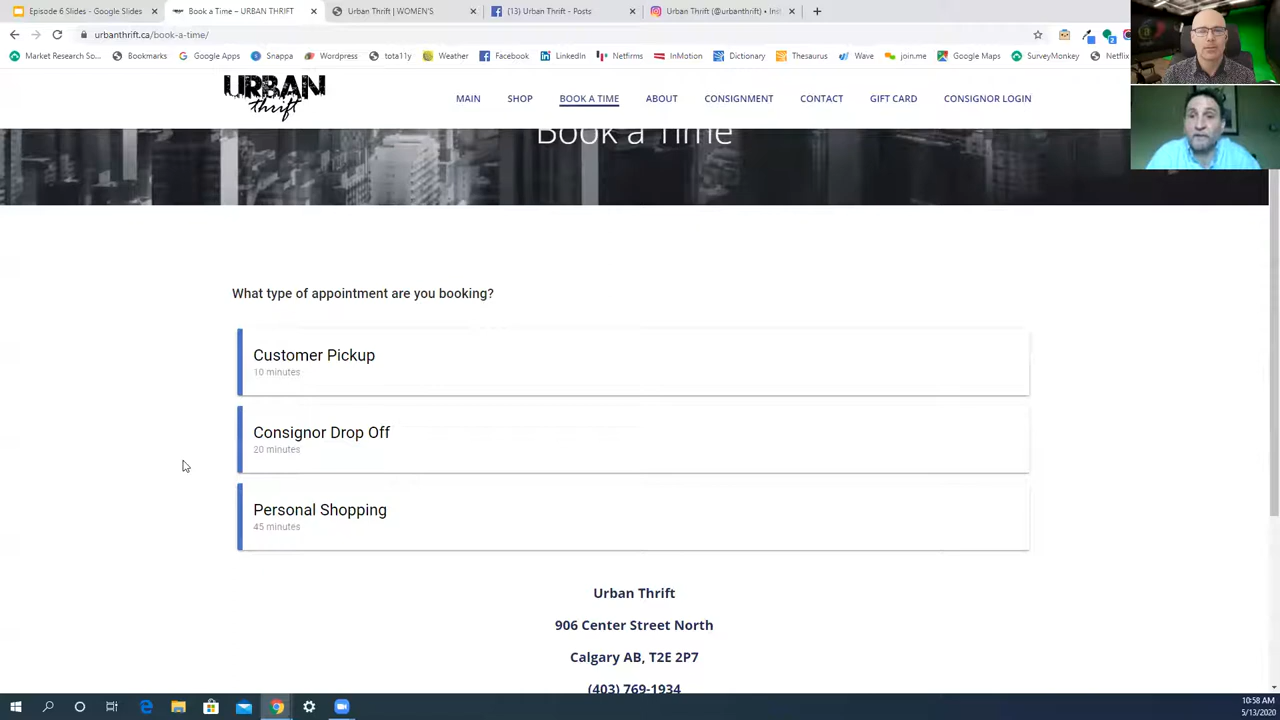 Episode 6 Slides - Google Slides
Book a Time – URBAN THRIFT
Urban Thrift | WOMEN'S
(13) Urban Thrift - Posts
Urban Thrift (@urbanthrift) • Inst
urbanthrift.ca/book-a-time/
Market Research So...
Bookmarks
Google Apps
Snappa
Wordpress
tota11y
Weather
Facebook
LinkedIn
Netfirms
InMotion
Dictionary
Thesaurus
Wave
join.me
Google Maps
SurveyMonkey
Netflix
URBAN
thrift
MAIN
SHOP
BOOK A TIME
ABOUT
CONSIGNMENT
CONTACT
GIFT CARD
CONSIGNOR LOGIN
Book a Time
What type of appointment are you booking?
Customer Pickup
10 minutes
Consignor Drop Off
20 minutes
Personal Shopping
45 minutes
Urban Thrift
906 Center Street North
Calgary AB, T2E 2P7
(403) 769-1934
10:58 AM
5/13/2020